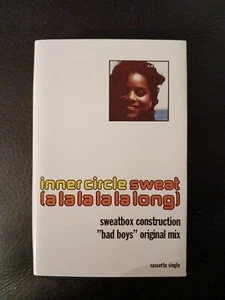 inner circle sweat
(a la la la la long)
sweatbox construction
"bad boys" original mix
cassette single